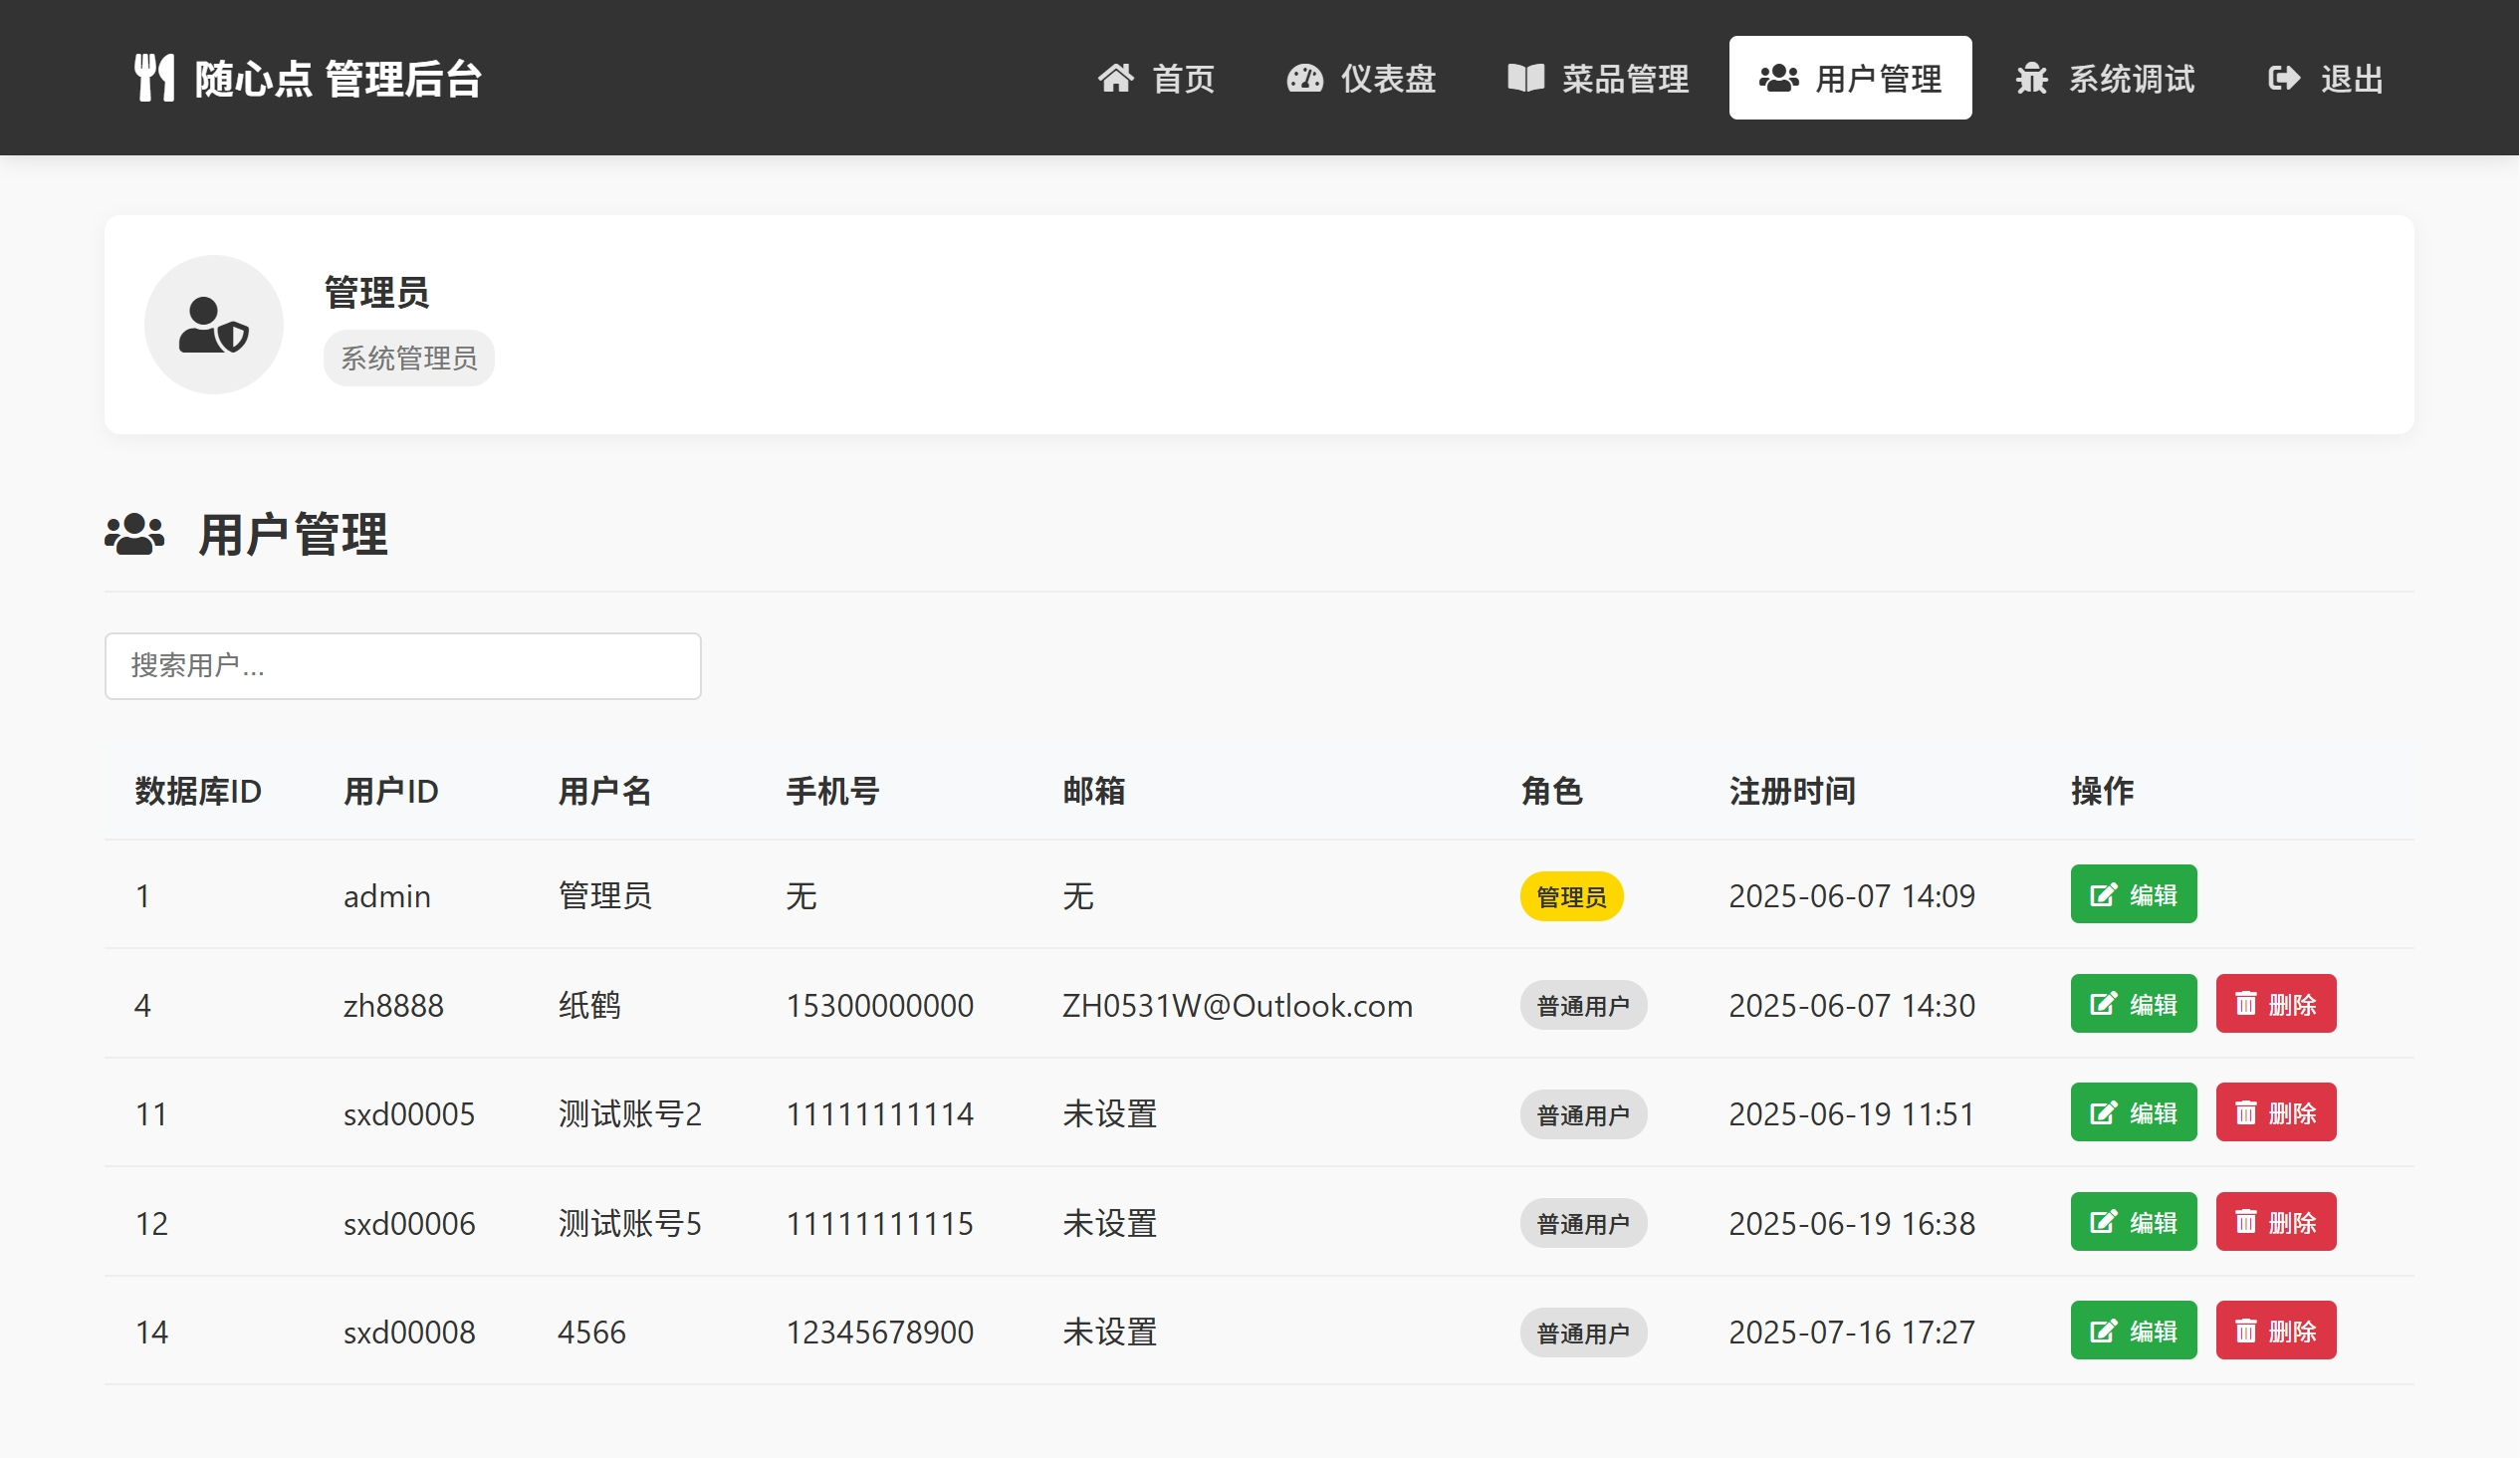 随心点 管理后台 首页 仪表盘 菜品管理 用户管理 系统调试 退出
管理员
系统管理员
用户管理
搜索用户...
数据库ID 用户ID 用户名 手机号 邮箱 角色 注册时间 操作
1 admin 管理员 无 无 管理员 2025-06-07 14:09 编辑
4 zh8888 纸鹤 15300000000 ZH0531W@Outlook.com 普通用户 2025-06-07 14:30 编辑 删除
11 sxd00005 测试账号2 11111111114 未设置 普通用户 2025-06-19 11:51 编辑 删除
12 sxd00006 测试账号5 11111111115 未设置 普通用户 2025-06-19 16:38 编辑 删除
14 sxd00008 4566 12345678900 未设置 普通用户 2025-07-16 17:27 编辑 删除